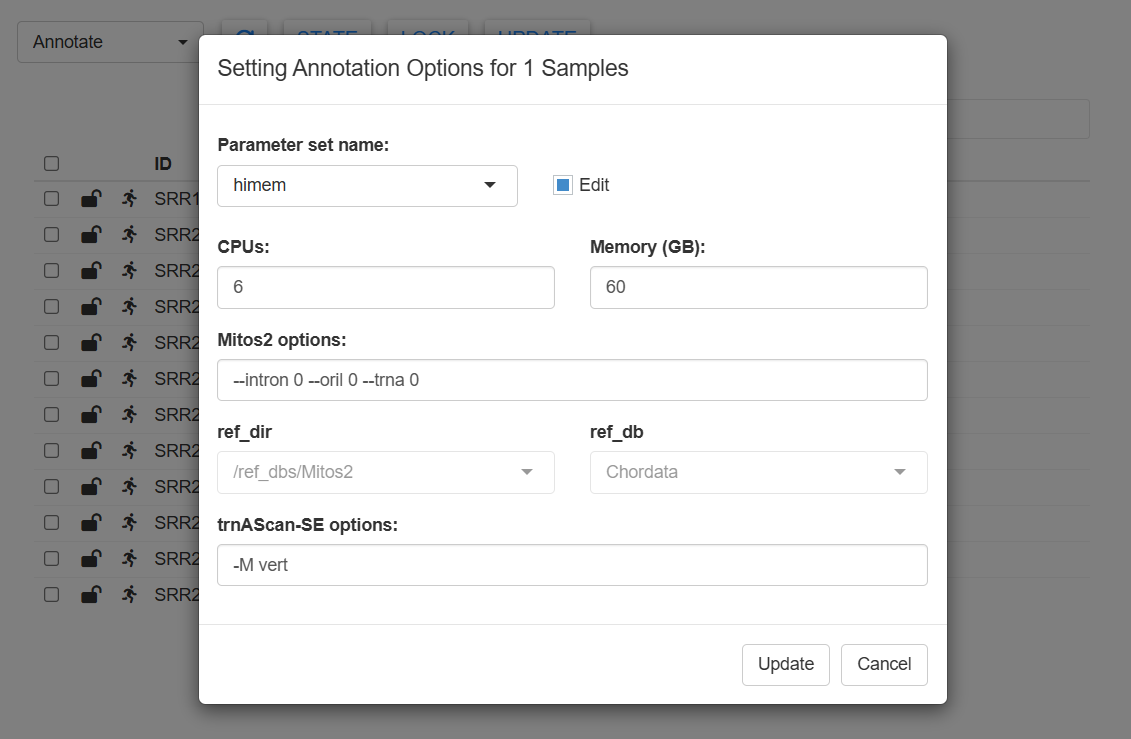 Annotate
STATE LOCK UPDATE
Setting Annotation Options for 1 Samples
Parameter set name:
himem Edit
CPUs: Memory (GB):
6 60
Mitos2 options:
--intron 0 --oril 0 --trna 0
ref_dir ref_db
/ref_dbs/Mitos2 Chordata
trnAScan-SE options:
-M vert
Update Cancel
ID
SRR1
SRR2
SRR2
SRR2
SRR2
SRR2
SRR2
SRR2
SRR2
SRR2
SRR2
SRR2